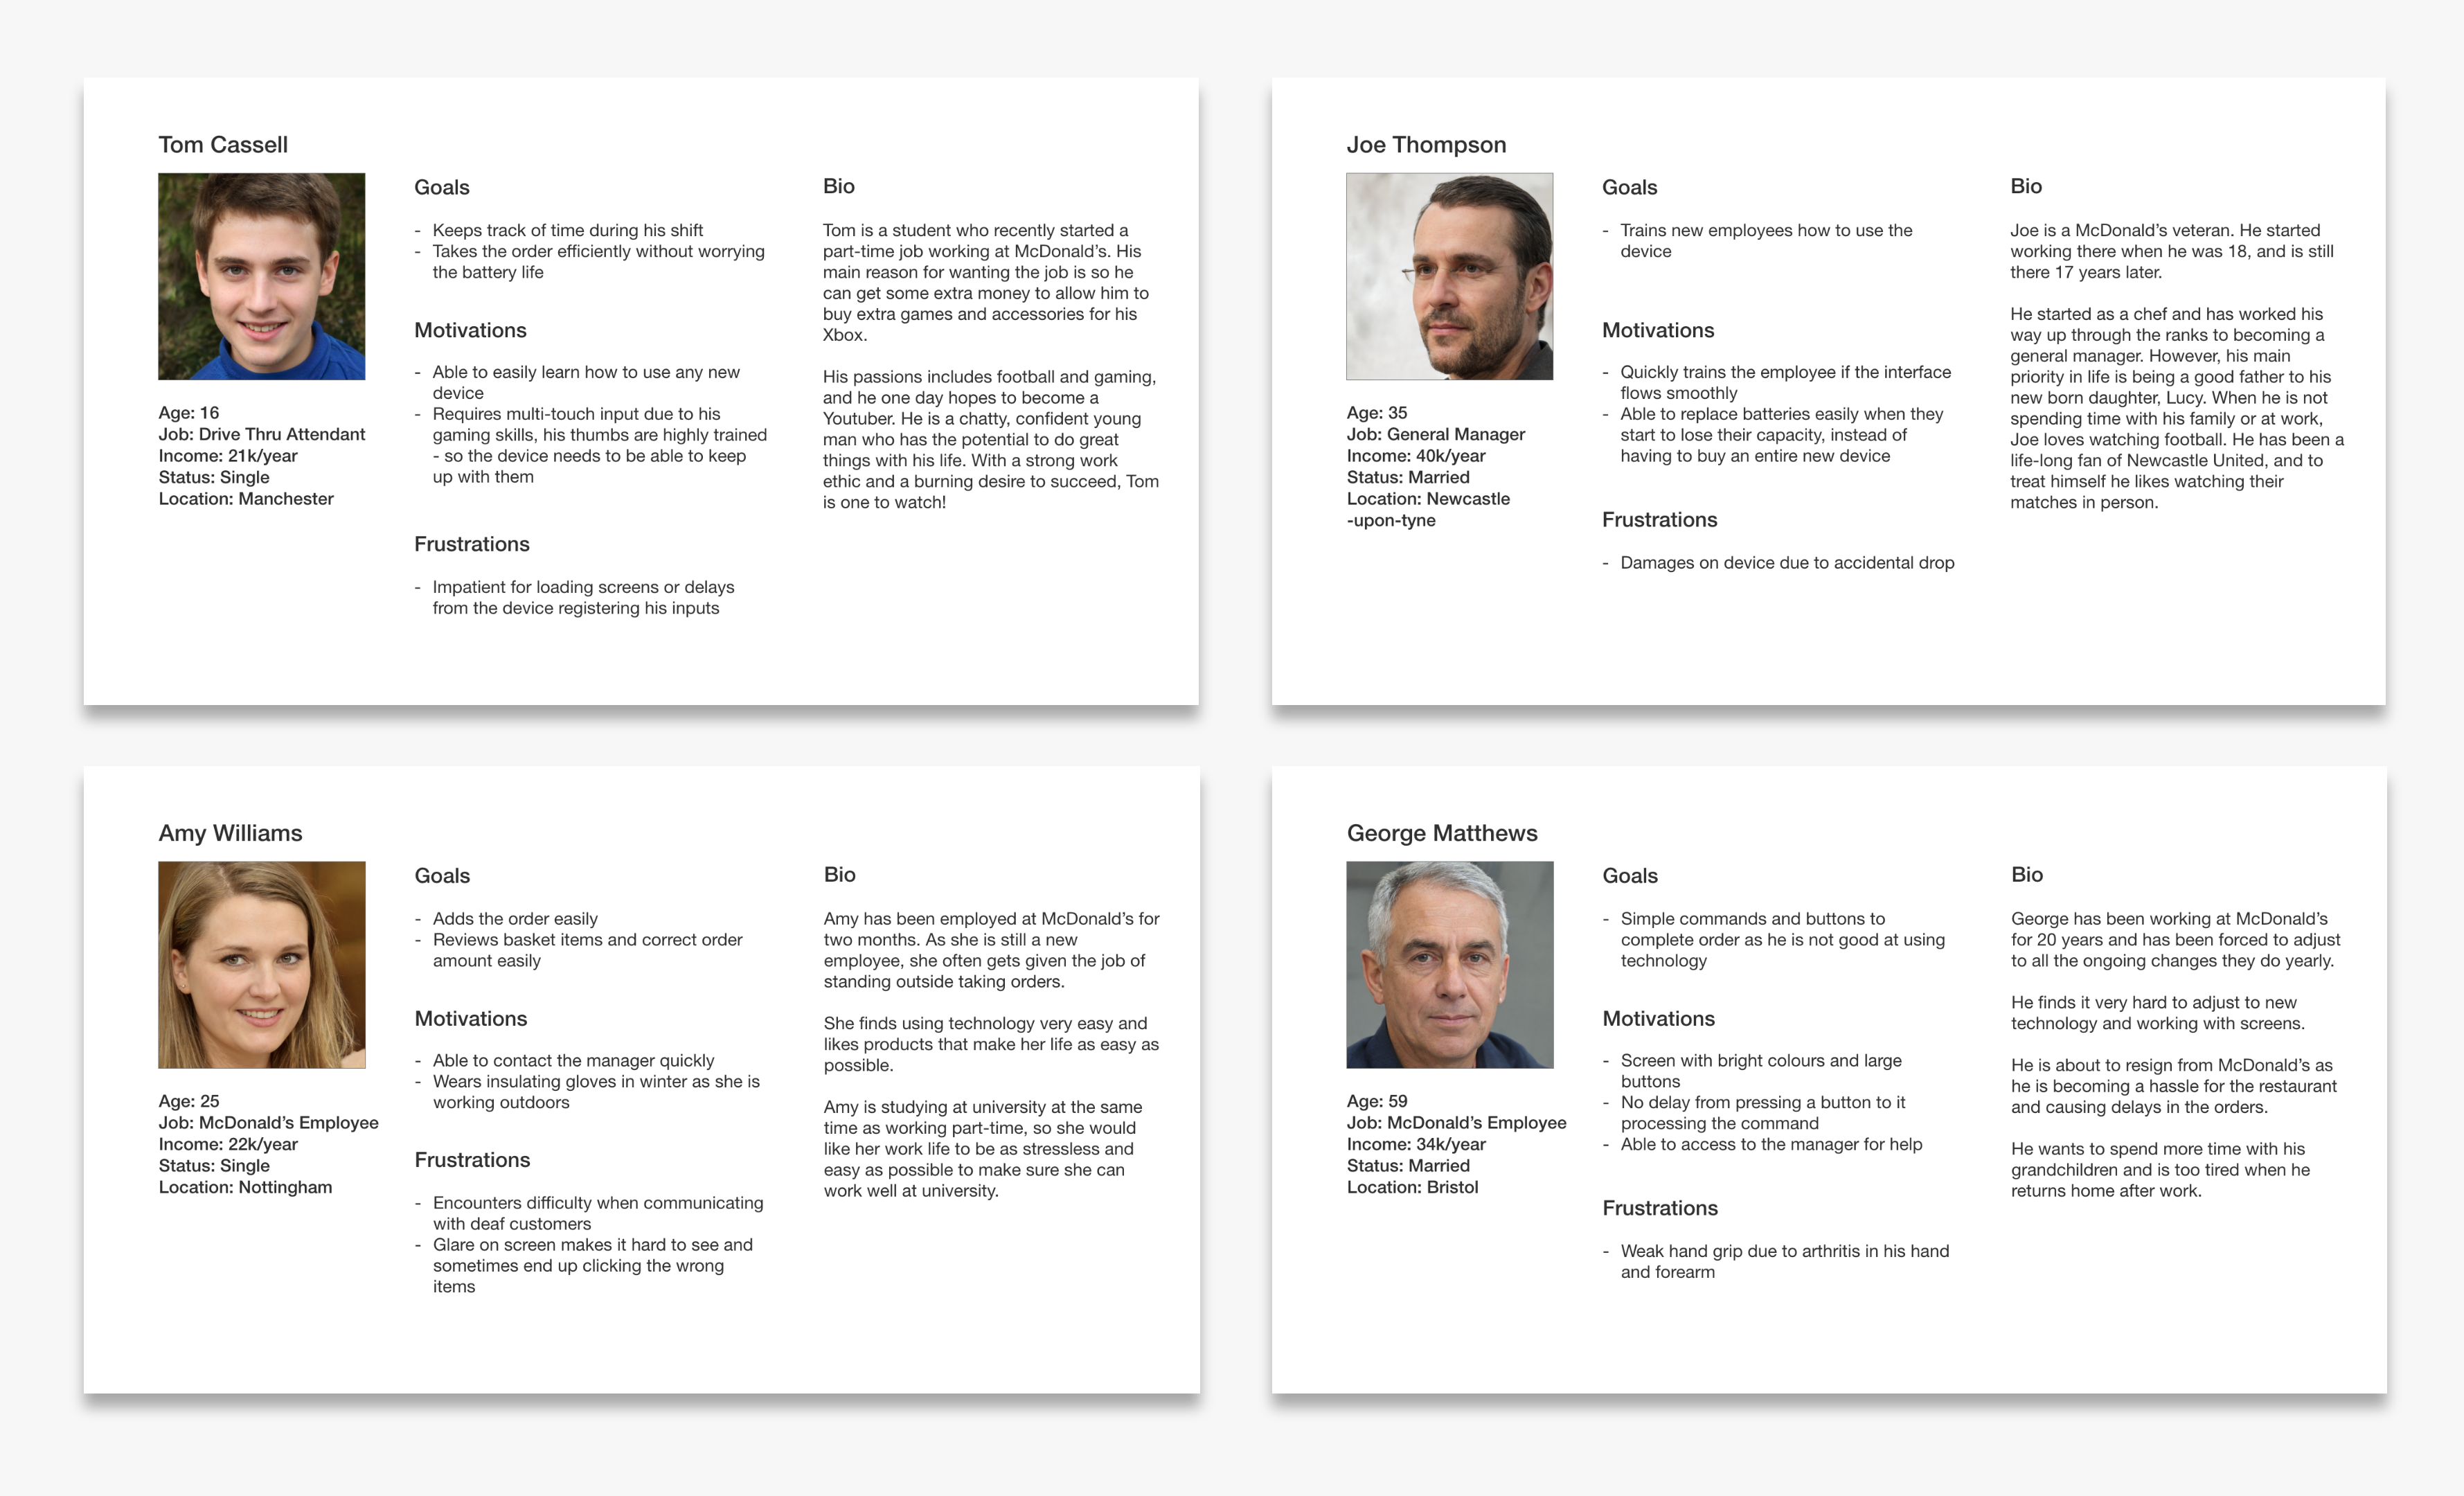 Tom Cassell
Age: 16
Job: Drive Thru Attendant
Income: 21k/year
Status: Single
Location: Manchester
Goals
- Keeps track of time during his shift
- Takes the order efficiently without worrying
the battery life
Motivations
- Able to easily learn how to use any new
device
- Requires multi-touch input due to his
gaming skills, his thumbs are highly trained
- so the device needs to be able to keep
up with them
Frustrations
- Impatient for loading screens or delays
from the device registering his inputs
Bio
Tom is a student who recently started a
part-time job working at McDonald’s. His
main reason for wanting the job is so he
can get some extra money to allow him to
buy extra games and accessories for his
Xbox.
His passions includes football and gaming,
and he one day hopes to become a
Youtuber. He is a chatty, confident young
man who has the potential to do great
things with his life. With a strong work
ethic and a burning desire to succeed, Tom
is one to watch!
Joe Thompson
Age: 35
Job: General Manager
Income: 40k/year
Status: Married
Location: Newcastle
-upon-tyne
Goals
- Trains new employees how to use the
device
Motivations
- Quickly trains the employee if the interface
flows smoothly
- Able to replace batteries easily when they
start to lose their capacity, instead of
having to buy an entire new device
Frustrations
- Damages on device due to accidental drop
Bio
Joe is a McDonald’s veteran. He started
working there when he was 18, and is still
there 17 years later.
He started as a chef and has worked his
way up through the ranks to becoming a
general manager. However, his main
priority in life is being a good father to his
new born daughter, Lucy. When he is not
spending time with his family or at work,
Joe loves watching football. He has been a
life-long fan of Newcastle United, and to
treat himself he likes watching their
matches in person.
Amy Williams
Age: 25
Job: McDonald’s Employee
Income: 22k/year
Status: Single
Location: Nottingham
Goals
- Adds the order easily
- Reviews basket items and correct order
amount easily
Motivations
- Able to contact the manager quickly
- Wears insulating gloves in winter as she is
working outdoors
Frustrations
- Encounters difficulty when communicating
with deaf customers
- Glare on screen makes it hard to see and
sometimes end up clicking the wrong
items
Bio
Amy has been employed at McDonald’s for
two months. As she is still a new
employee, she often gets given the job of
standing outside taking orders.
She finds using technology very easy and
likes products that make her life as easy as
possible.
Amy is studying at university at the same
time as working part-time, so she would
like her work life to be as stressless and
easy as possible to make sure she can
work well at university.
George Matthews
Age: 59
Job: McDonald’s Employee
Income: 34k/year
Status: Married
Location: Bristol
Goals
- Simple commands and buttons to
complete order as he is not good at using
technology
Motivations
- Screen with bright colours and large
buttons
- No delay from pressing a button to it
processing the command
- Able to access to the manager for help
Frustrations
- Weak hand grip due to arthritis in his hand
and forearm
Bio
George has been working at McDonald’s
for 20 years and has been forced to adjust
to all the ongoing changes they do yearly.
He finds it very hard to adjust to new
technology and working with screens.
He is about to resign from McDonald’s as
he is becoming a hassle for the restaurant
and causing delays in the orders.
He wants to spend more time with his
grandchildren and is too tired when he
returns home after work.